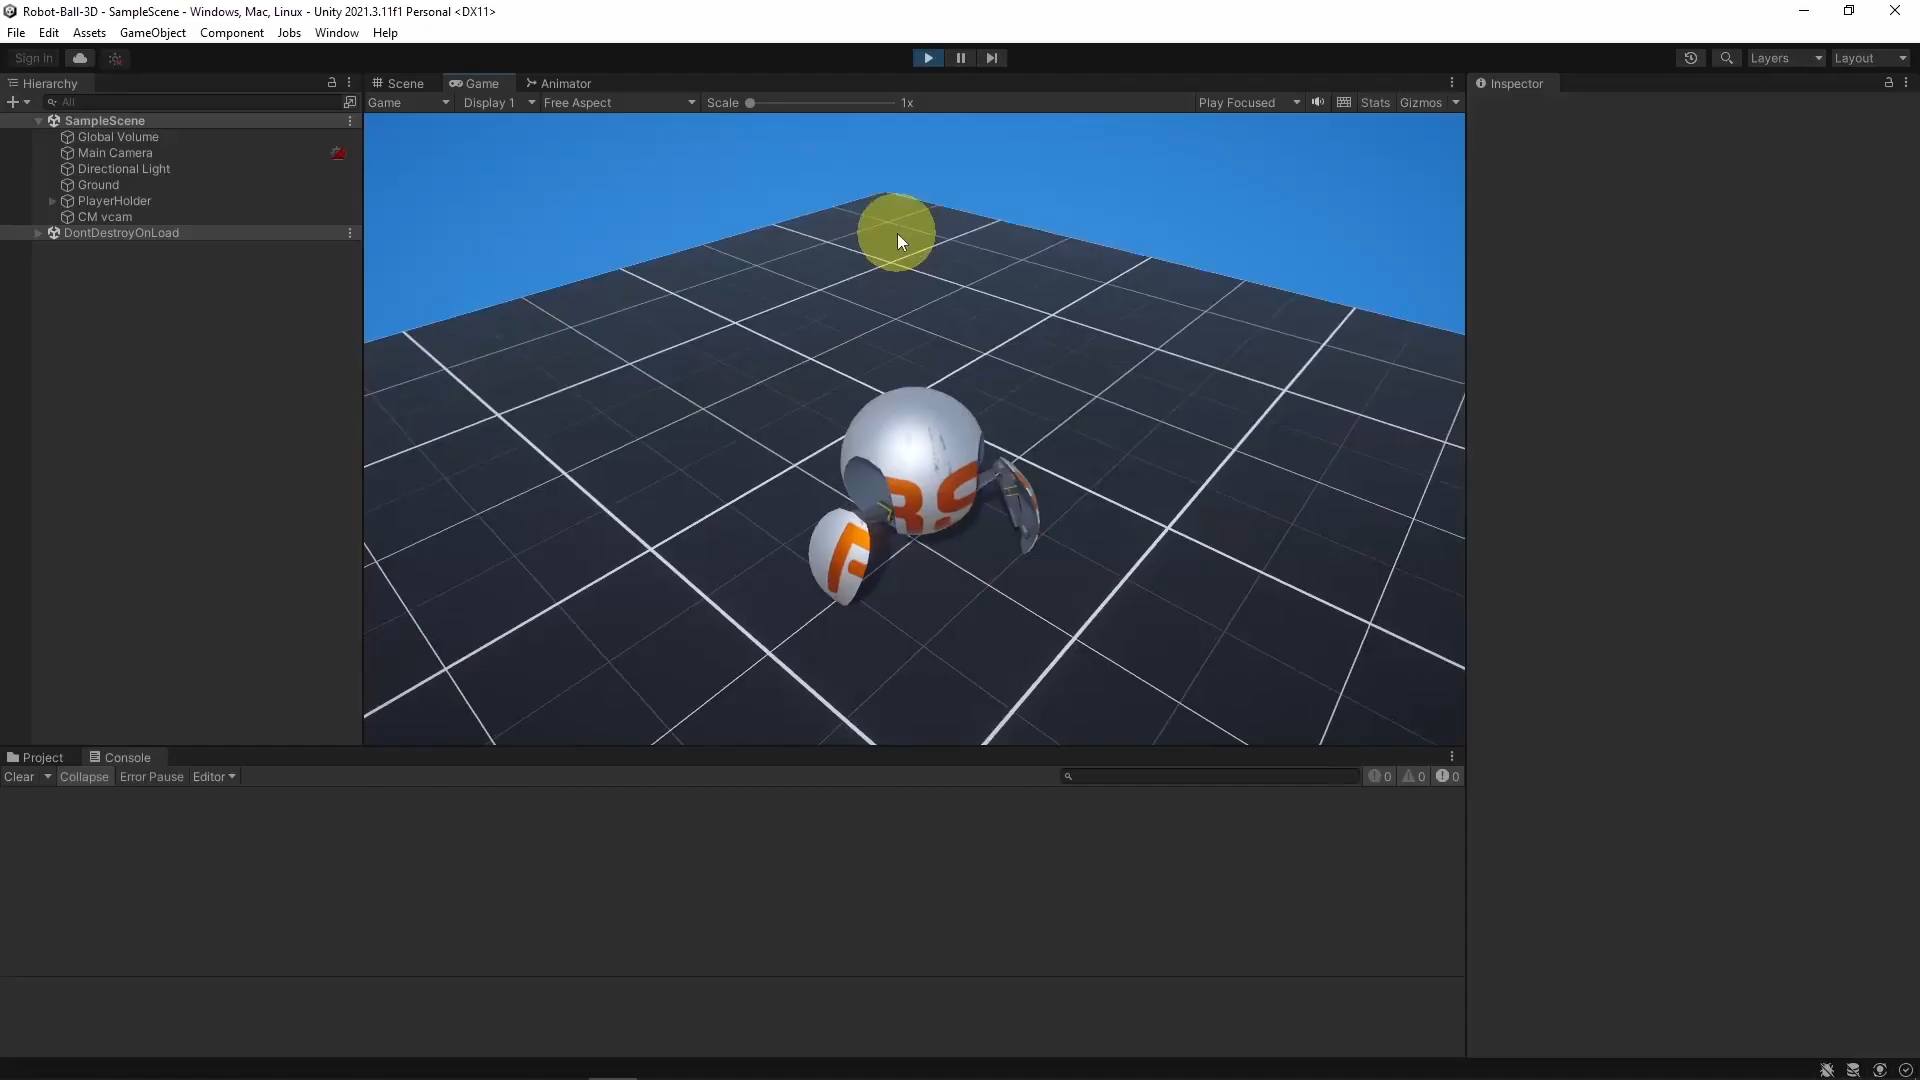 Robot-Ball-3D - SampleScene - Windows, Mac, Linux - Unity 2021.3.11f1 Personal <DX11>
File Edit Assets GameObject Component Jobs Window Help
Sign in Layers Layout
Hierarchy Scene Game Animator Inspector
All Game Display 1 Free Aspect Scale 1x Play Focused Stats Gizmos
SampleScene
Global Volume
Main Camera
Directional Light
Ground
PlayerHolder
CM vcam
DontDestroyOnLoad
Project Console
Clear Collapse Error Pause Editor 0 0 0